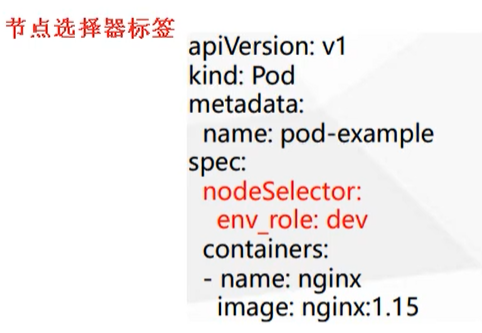 节点选择器标签
apiVersion: v1
kind: Pod
metadata:
  name: pod-example
spec:
  nodeSelector:
    env_role: dev
  containers:
  - name: nginx
    image: nginx:1.15